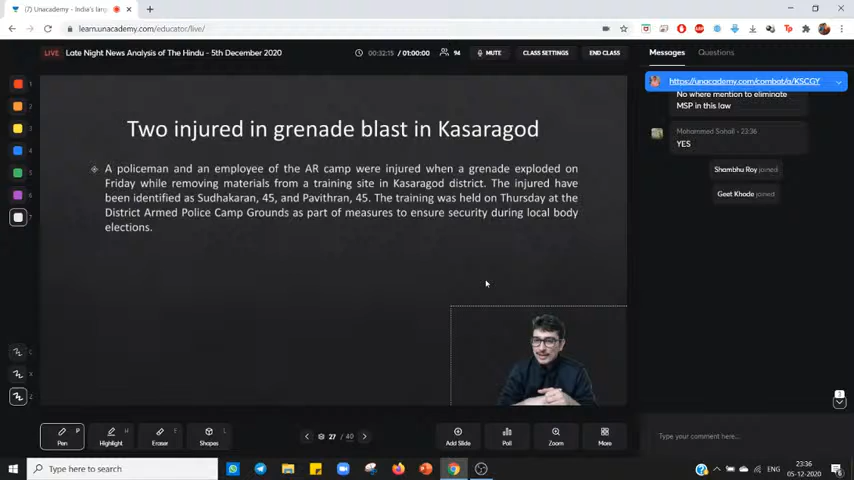 (7) Unacademy - India's larg
learn.unacademy.com/educator/live/
LIVE Late Night News Analysis of The Hindu - 5th December 2020
00:32:15 / 01:00:00
94
MUTE
CLASS SETTINGS
END CLASS
Messages
Questions
https://unacademy.com/combat/a/KSCGY
No where mention to eliminate
MSP in this law
Mohammed Sohail • 23:36
YES
Shambhu Roy joined
Geet Khode joined
1
2
3
4
5
6
7
Two injured in grenade blast in Kasaragod
A policeman and an employee of the AR camp were injured when a grenade exploded on
Friday while removing materials from a training site in Kasaragod district. The injured have
been identified as Sudhakaran, 45, and Pavithran, 45. The training was held on Thursday at the
District Armed Police Camp Grounds as part of measures to ensure security during local body
elections.
C
X
Z
Pen
Highlight
Eraser
Shapes
27 / 40
Add Slide
Poll
Zoom
More
Type your comment here...
Type here to search
ENG
23:36
05-12-2020